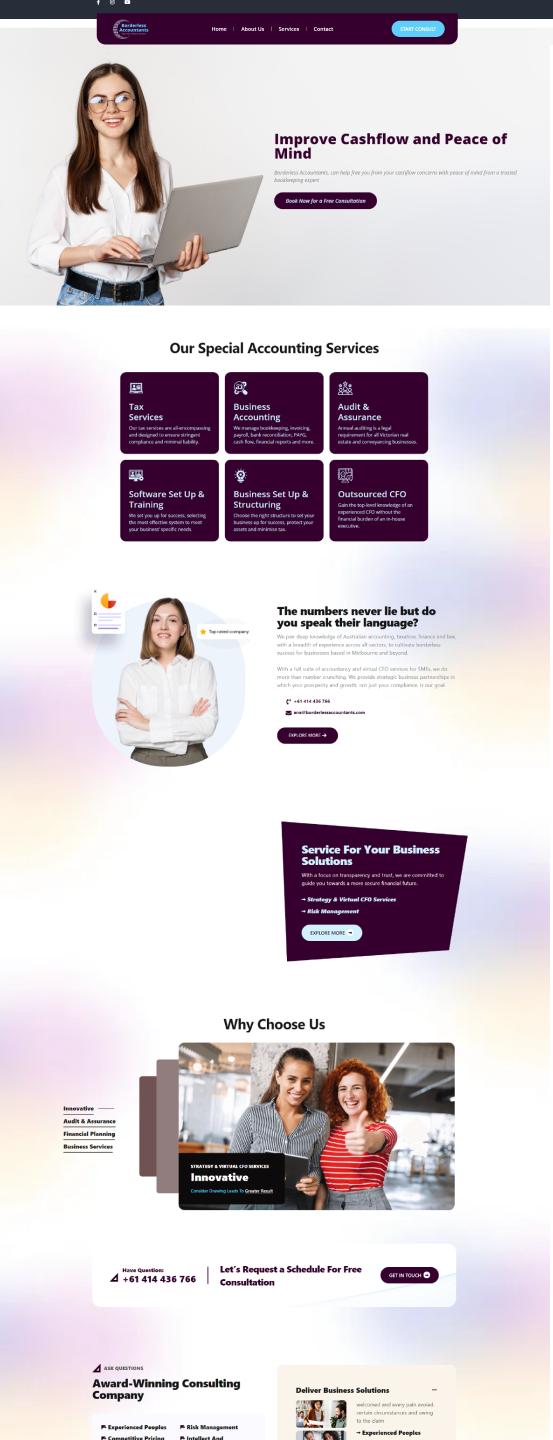 Borderless
Accountants
Home
About Us
Services
Contact
START CONSULT
Improve Cashflow and Peace of
Mind
Borderless Accountants, can help free you from your cashflow concerns with peace of mind from a trusted
bookkeeping expert
Book Now for a Free Consultation
Our Special Accounting Services
Tax
Services
Our tax services are all-encompassing
and designed to ensure stringent
compliance and minimal liability.
Business
Accounting
We manage bookkeeping, invoicing,
payroll, bank reconciliation, PAYG,
cash flow, financial reports and more.
Audit &
Assurance
Annual auditing is a legal
requirement for all Victorian real
estate and conveyancing businesses.
Software Set Up &
Training
We set you up for success, selecting
the most effective system to meet
your business' specific needs.
Business Set Up &
Structuring
Choose the right structure to set your
business up for success, protect your
assets and minimise tax.
Outsourced CFO
Gain the top-level knowledge of an
experienced CFO without the
financial burden of an in-house
executive.
Top rated company
The numbers never lie but do
you speak their language?
We pair deep knowledge of Australian accounting, taxation, finance and law,
with a breadth of experience across all sectors, to cultivate borderless
success for businesses based in Melbourne and beyond.
With a full suite of accountancy and virtual CFO services for SMEs, we do
more than number crunching. We provide strategic business partnerships in
which your prosperity and growth, not just your compliance, is our goal.
+61 414 436 766
ana@borderlessaccountants.com
EXPLORE MORE
Service For Your Business
Solutions
With a focus on transparency and trust, we are committed to
guide you towards a more secure financial future.
Strategy & Virtual CFO Services
Risk Management
EXPLORE MORE
Why Choose Us
Innovative
Audit & Assurance
Financial Planning
Business Services
STRATEGY & VIRTUAL CFO SERVICES
Innovative
Consider Drawing Leads To Greater Result
Have Question:
+61 414 436 766
Let's Request a Schedule For Free
Consultation
GET IN TOUCH
ASK QUESTIONS
Award-Winning Consulting
Company
Experienced Peoples
Risk Management
Competitive Pricing
Intellect And
Deliver Business Solutions
welcomed and every pain avoid.
certain circumstances and owing
to the claim
Experienced Peoples